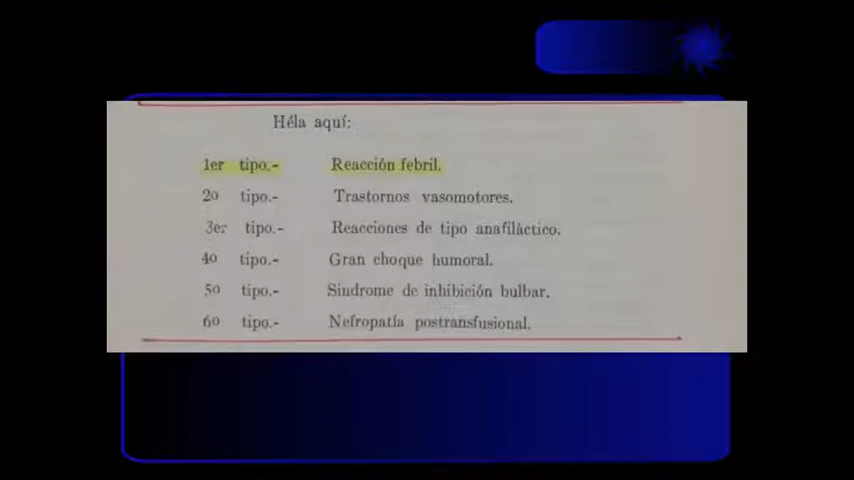 Héla aquí:
1er tipo.- Reacción febril.
2o tipo.- Trastornos vasomotores.
3er tipo.- Reacciones de tipo anafiláctico.
4o tipo.- Gran choque humoral.
5o tipo.- Sindrome de inhibición bulbar.
6o tipo.- Nefropatía postransfusional.